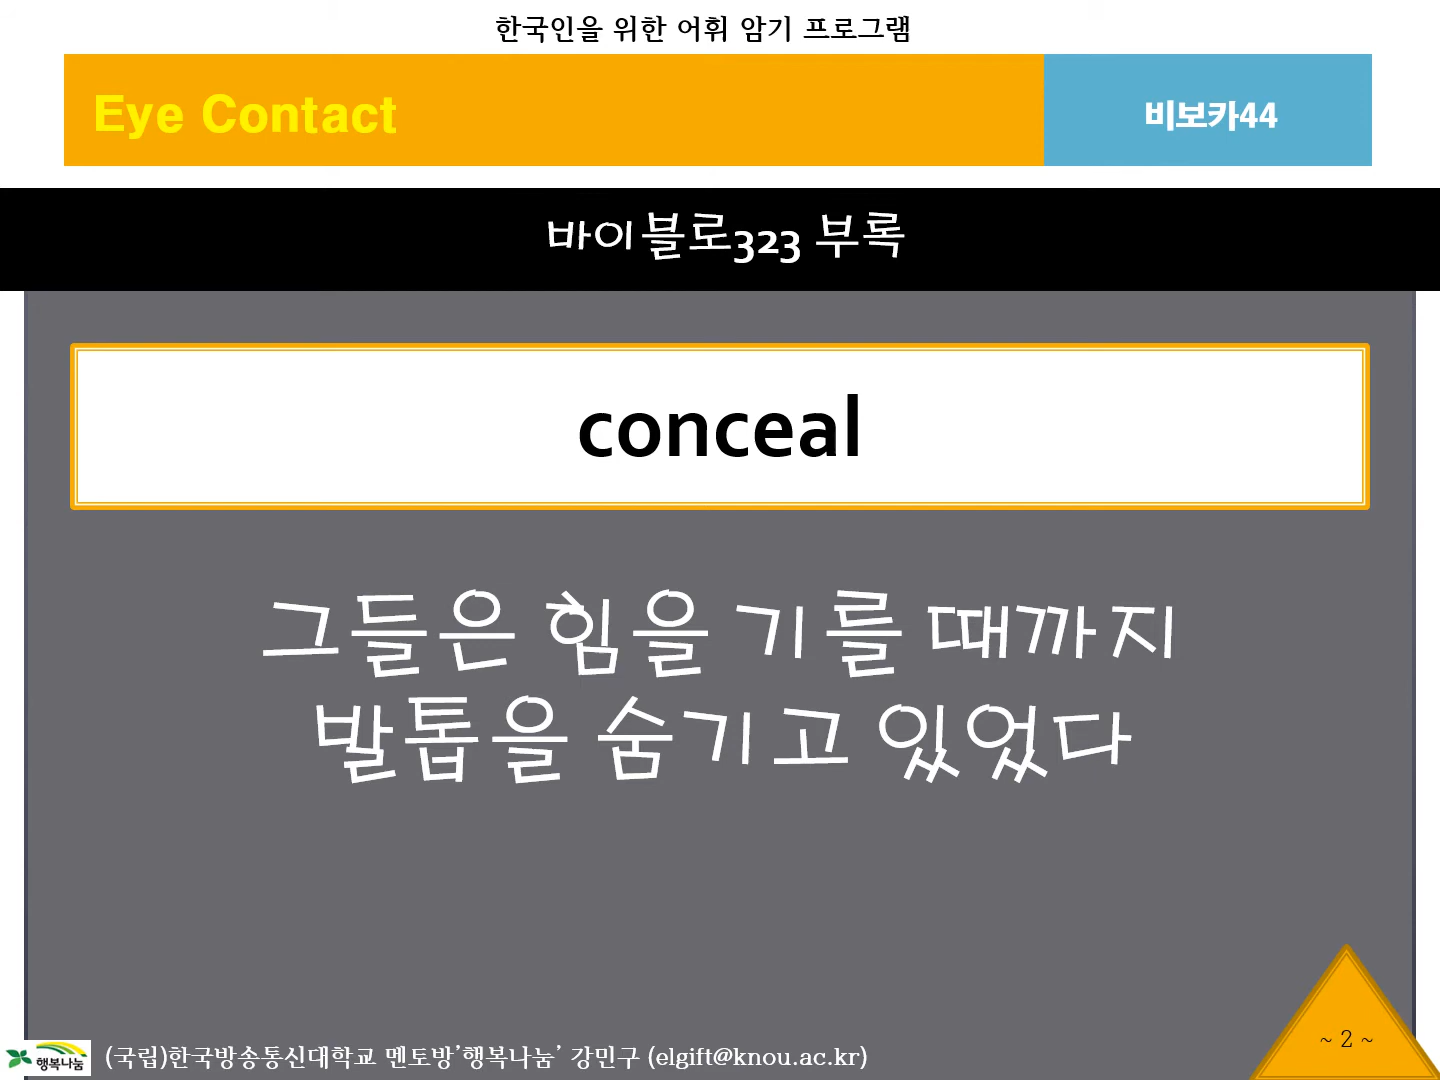 한국인을 위한 어휘 암기 프로그램
Eye Contact
비보카44
바이블로323 부록
conceal
그들은 힘을 기를 때까지
발톱을 숨기고 있었다
~ 2 ~
행복나눔
(국립)한국방송통신대학교 멘토방'행복나눔' 강민구 (elgift@knou.ac.kr)